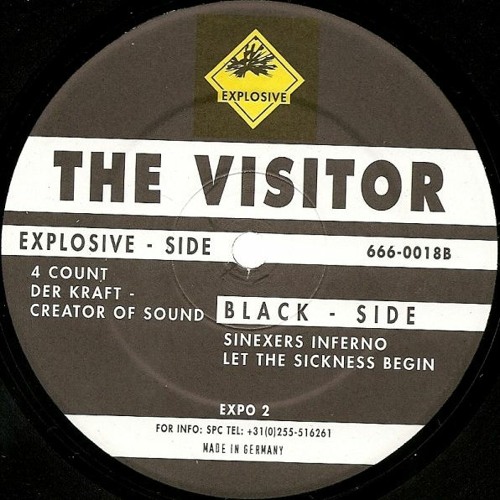 EXPLOSIVE
THE VISITOR
EXPLOSIVE - SIDE
666-0018B
4 COUNT
DER KRAFT -
CREATOR OF SOUND
BLACK - SIDE
SINEXERS INFERNO
LET THE SICKNESS BEGIN
EXPO 2
FOR INFO: SPC TEL: +31(0)255-516261
MADE IN GERMANY